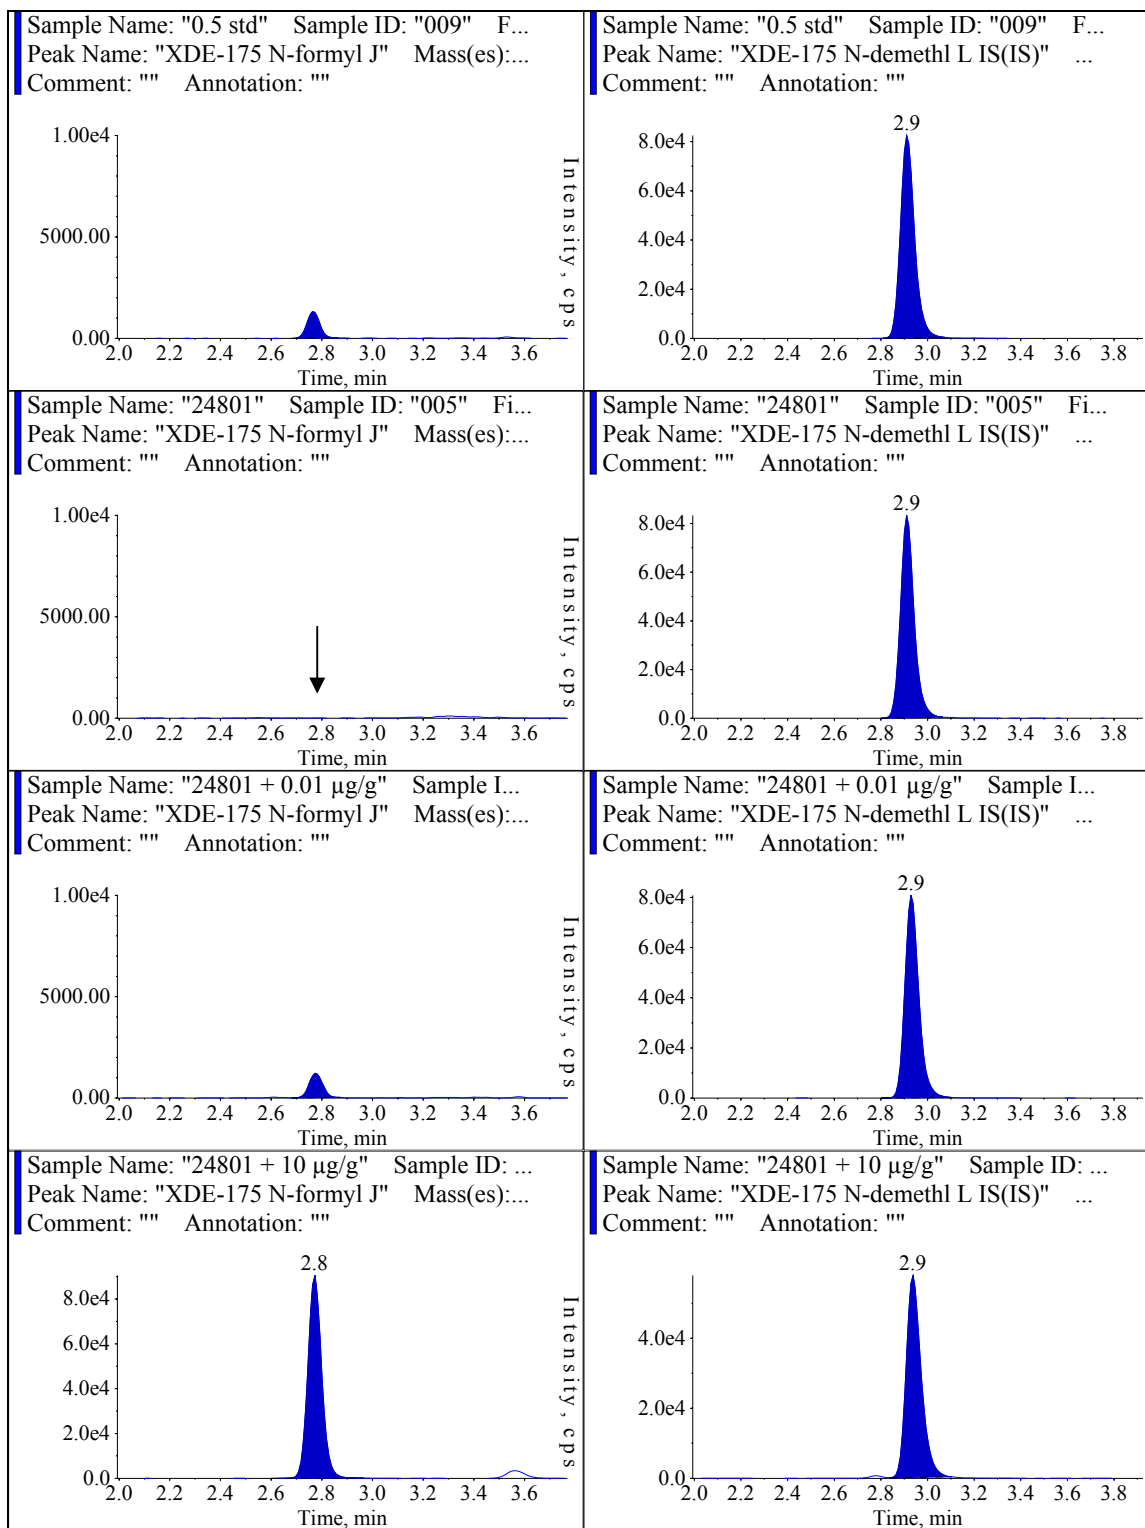 Sample Name: "0.5 std" Sample ID: "009" F...
Peak Name: "XDE-175 N-formyl J" Mass(es):...
Comment: "" Annotation: ""
1.00e4
5000.00
0.00
2.0 2.2 2.4 2.6 2.8 3.0 3.2 3.4 3.6
Time, min
Sample Name: "0.5 std" Sample ID: "009" F...
Peak Name: "XDE-175 N-demethl L IS(IS)" ...
Comment: "" Annotation: ""
Intensity, cps
2.9
8.0e4
6.0e4
4.0e4
2.0e4
0.0
2.0 2.2 2.4 2.6 2.8 3.0 3.2 3.4 3.6 3.8
Time, min
Sample Name: "24801" Sample ID: "005" Fi...
Peak Name: "XDE-175 N-formyl J" Mass(es):...
Comment: "" Annotation: ""
1.00e4
5000.00
0.00
2.0 2.2 2.4 2.6 2.8 3.0 3.2 3.4 3.6
Time, min
Sample Name: "24801" Sample ID: "005" Fi...
Peak Name: "XDE-175 N-demethl L IS(IS)" ...
Comment: "" Annotation: ""
Intensity, cps
2.9
8.0e4
6.0e4
4.0e4
2.0e4
0.0
2.0 2.2 2.4 2.6 2.8 3.0 3.2 3.4 3.6 3.8
Time, min
Sample Name: "24801 + 0.01 µg/g" Sample I...
Peak Name: "XDE-175 N-formyl J" Mass(es):...
Comment: "" Annotation: ""
1.00e4
5000.00
0.00
2.0 2.2 2.4 2.6 2.8 3.0 3.2 3.4 3.6
Time, min
Sample Name: "24801 + 0.01 µg/g" Sample I...
Peak Name: "XDE-175 N-demethl L IS(IS)" ...
Comment: "" Annotation: ""
Intensity, cps
2.9
8.0e4
6.0e4
4.0e4
2.0e4
0.0
2.0 2.2 2.4 2.6 2.8 3.0 3.2 3.4 3.6 3.8
Time, min
Sample Name: "24801 + 10 µg/g" Sample ID: ...
Peak Name: "XDE-175 N-formyl J" Mass(es):...
Comment: "" Annotation: ""
2.8
8.0e4
6.0e4
4.0e4
2.0e4
0.0
2.0 2.2 2.4 2.6 2.8 3.0 3.2 3.4 3.6
Time, min
Sample Name: "24801 + 10 µg/g" Sample ID: ...
Peak Name: "XDE-175 N-demethl L IS(IS)" ...
Comment: "" Annotation: ""
Intensity, cps
2.9
4.0e4
2.0e4
0.0
2.0 2.2 2.4 2.6 2.8 3.0 3.2 3.4 3.6 3.8
Time, min